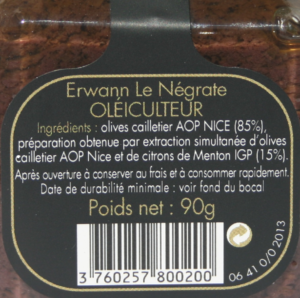 Erwann Le Négrate
OLÉICULTEUR
Ingrédients : olives cailletier AOP NICE (85%),
préparation obtenue par extraction simultanée d'olives
cailletier AOP Nice et de citrons de Menton IGP (15%).
Après ouverture à conserver au frais et à consommer rapidement.
Date de durabilité minimale : voir fond du bocal
Poids net : 90g
3 760257 800200
06 41 0/0 2013